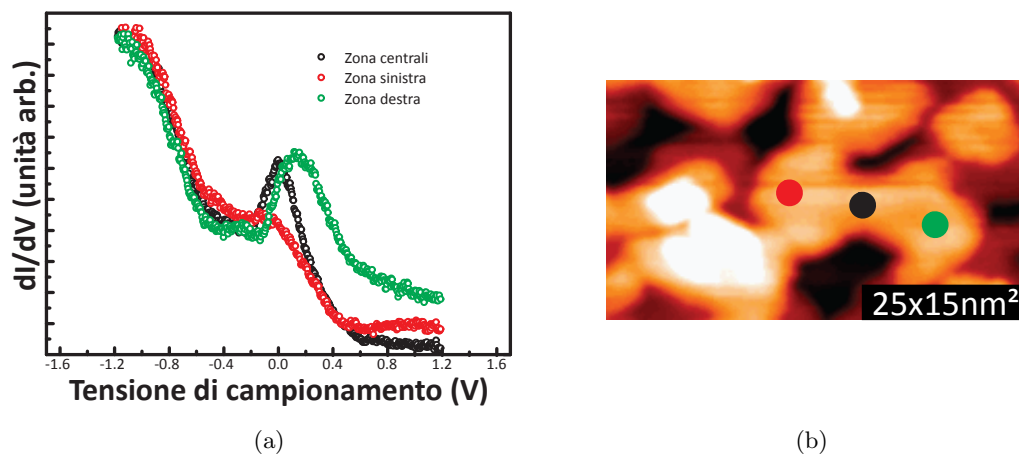 dI/dV (unità arb.)
Zona centrali
Zona sinistra
Zona destra
-1.6 -1.2 -0.8 -0.4 0.0 0.4 0.8 1.2 1.6
Tensione di campionamento (V)
(a)
25x15nm²
(b)